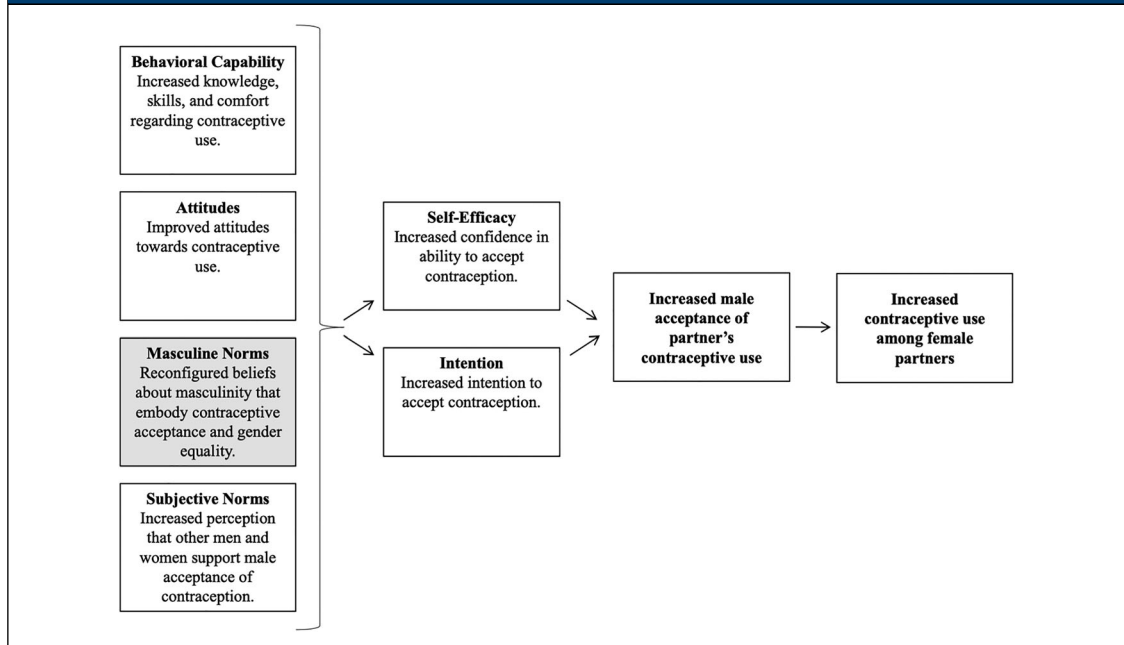 Behavioral Capability
Increased knowledge,
skills, and comfort
regarding contraceptive
use.
Attitudes
Improved attitudes
towards contraceptive
use.
Masculine Norms
Reconfigured beliefs
about masculinity that
embody contraceptive
acceptance and gender
equality.
Subjective Norms
Increased perception
that other men and
women support male
acceptance of
contraception.
Self-Efficacy
Increased confidence in
ability to accept
contraception.
Intention
Increased intention to
accept contraception.
Increased male
acceptance of
partner’s
contraceptive use
Increased
contraceptive use
among female
partners